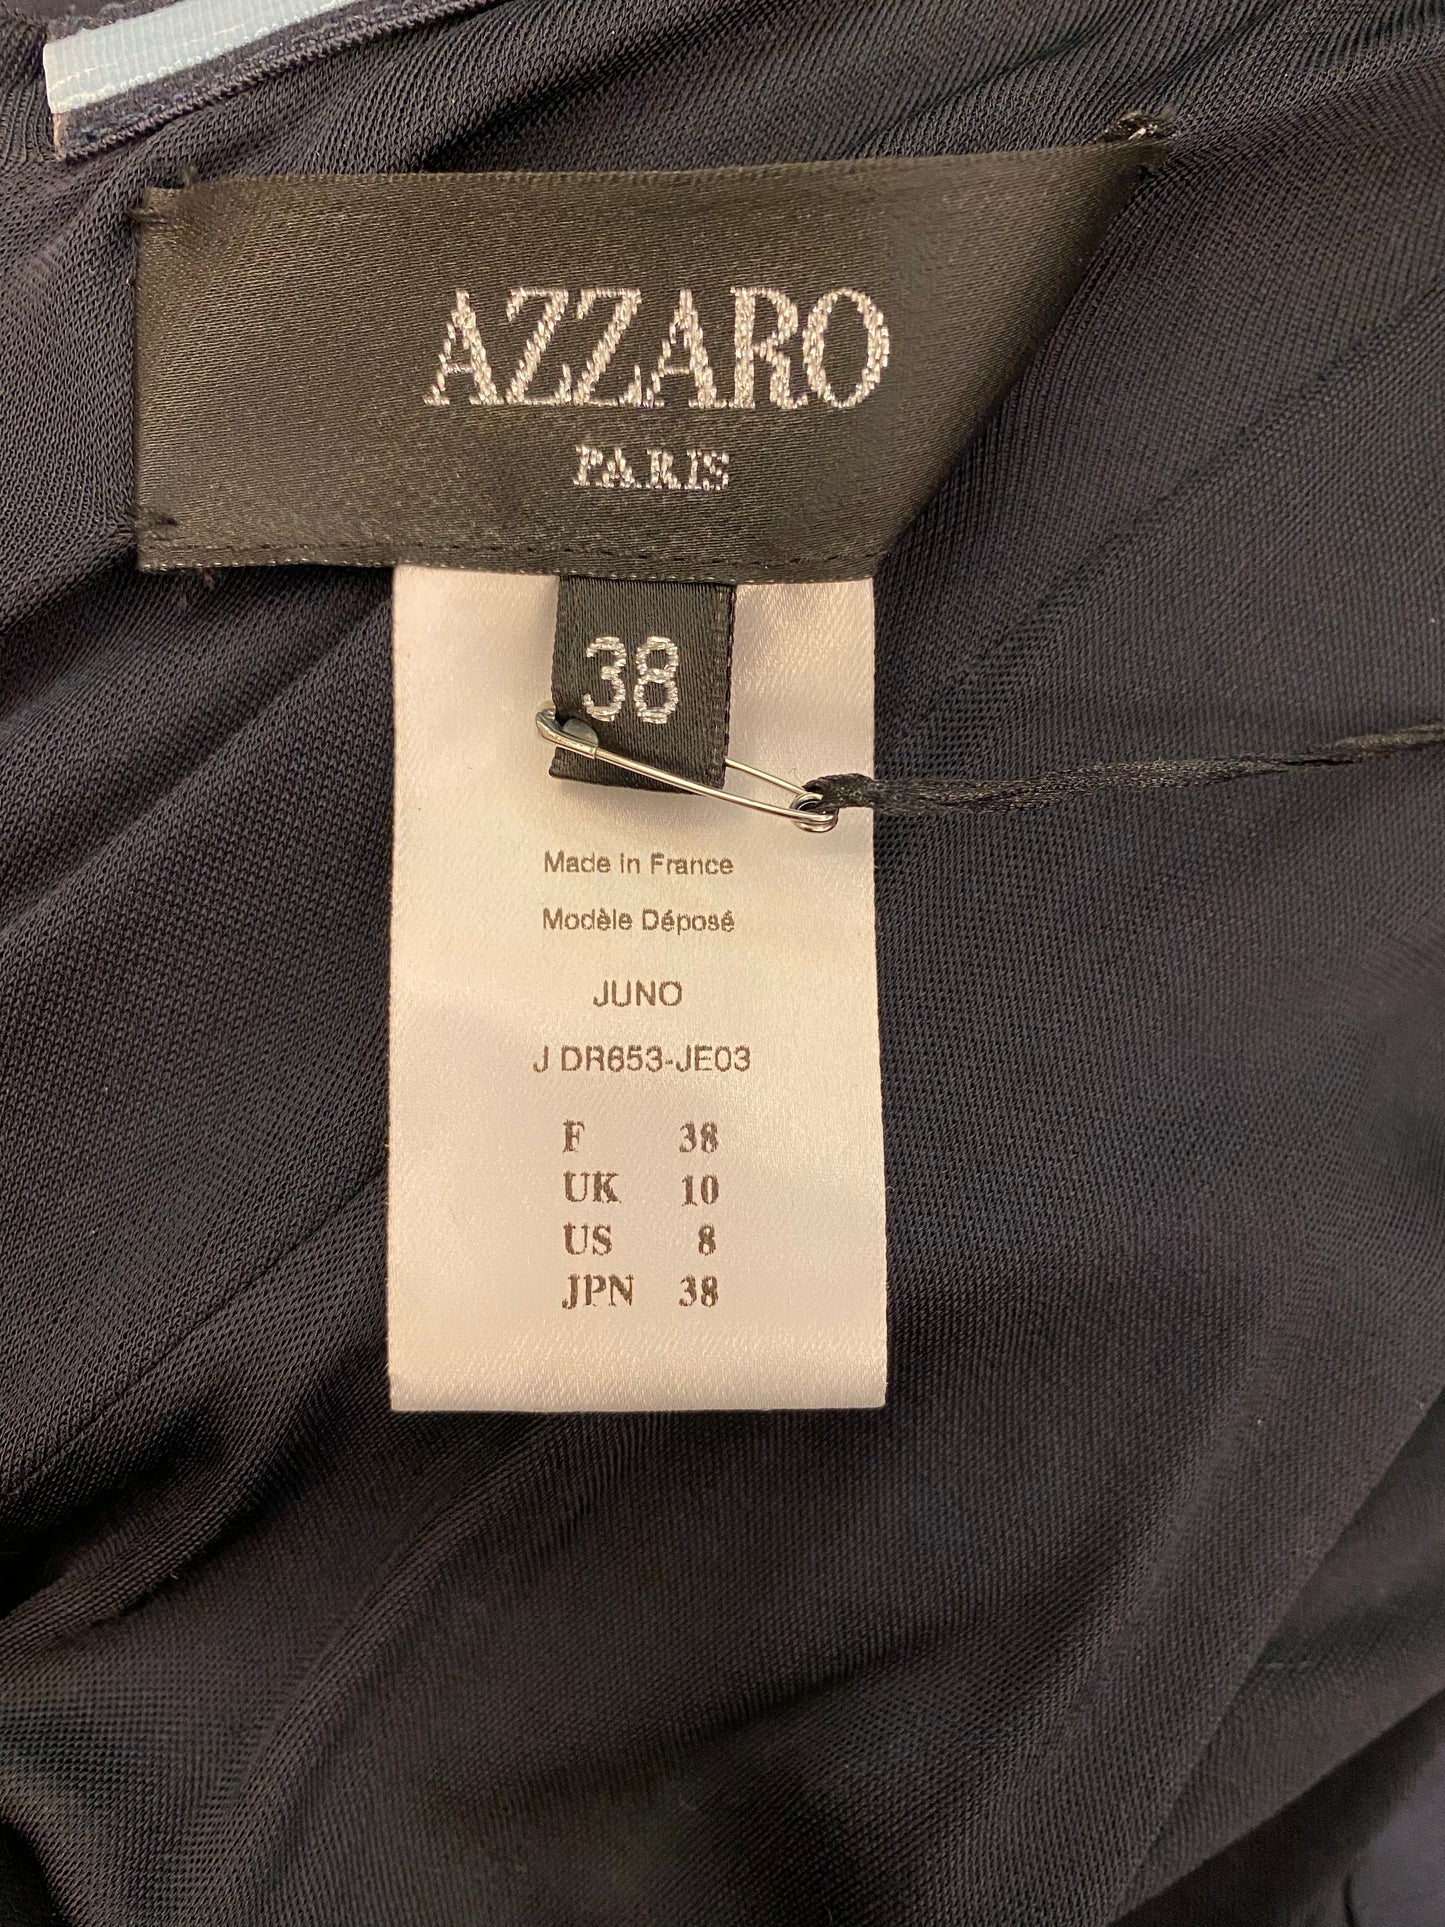 AZZARO
PARIS
38
Made in France
Modèle Déposé
JUNO
J DR653-JE03
F 38
UK 10
US 8
JPN 38